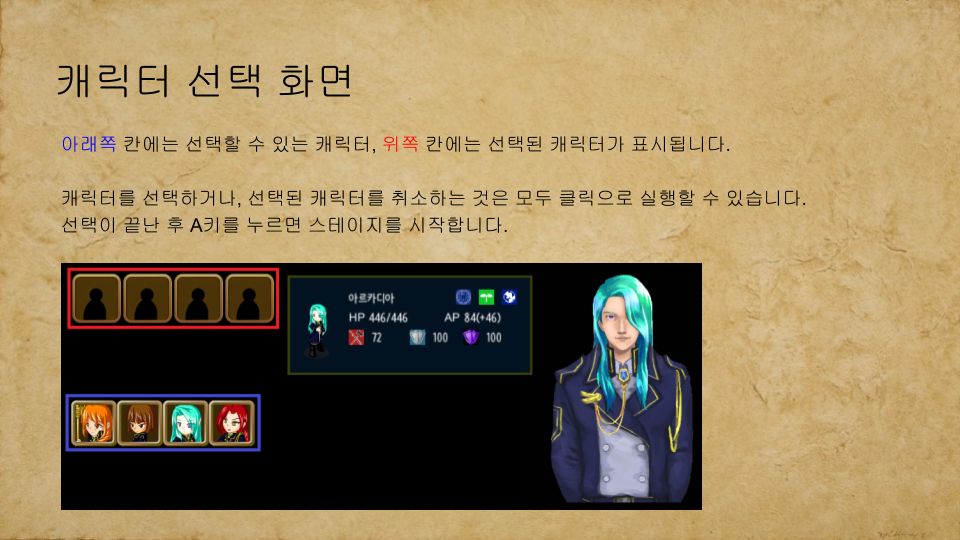 캐릭터 선택 화면
아래쪽 칸에는 선택할 수 있는 캐릭터, 위쪽 칸에는 선택된 캐릭터가 표시됩니다.
캐릭터를 선택하거나, 선택된 캐릭터를 취소하는 것은 모두 클릭으로 실행할 수 있습니다.
선택이 끝난 후 A키를 누르면 스테이지를 시작합니다.
아르카디아
HP 446/446 AP 84(+46)
72 100 100